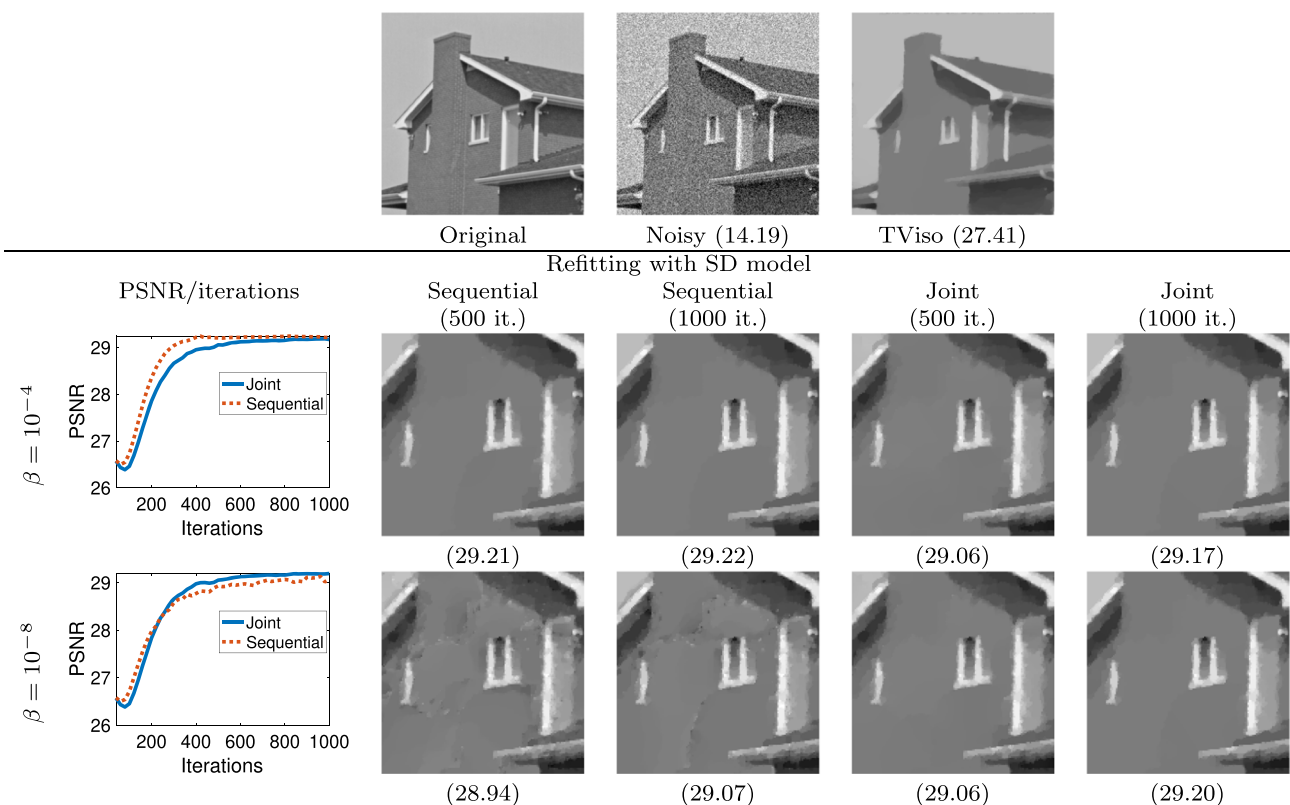 Original
Noisy (14.19)
TViso (27.41)
Refitting with SD model
PSNR/iterations
Sequential
(500 it.)
Sequential
(1000 it.)
Joint
(500 it.)
Joint
(1000 it.)
β = 10⁻⁴
PSNR
29
28
27
26
Joint
Sequential
200 400 600 800 1000
Iterations
(29.21)
(29.22)
(29.06)
(29.17)
β = 10⁻⁸
PSNR
29
28
27
26
Joint
Sequential
200 400 600 800 1000
Iterations
(28.94)
(29.07)
(29.06)
(29.20)